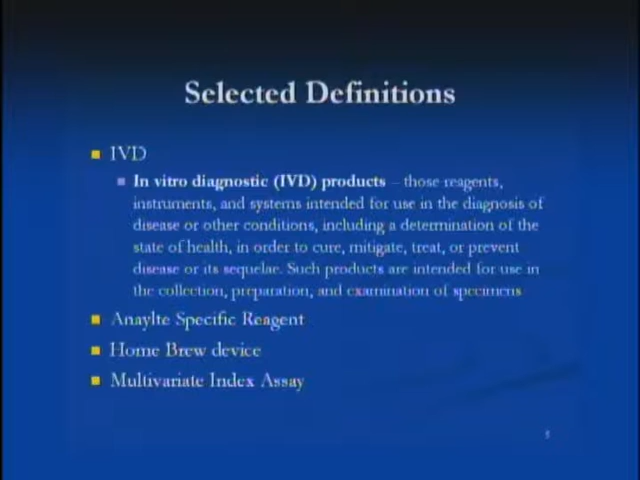 Selected Definitions
IVD
In vitro diagnostic (IVD) products – those reagents,
instruments, and systems intended for use in the diagnosis of
disease or other conditions, including a determination of the
state of health, in order to cure, mitigate, treat, or prevent
disease or its sequelae. Such products are intended for use in
the collection, preparation, and examination of specimens
Anaylte Specific Reagent
Home Brew device
Multivariate Index Assay